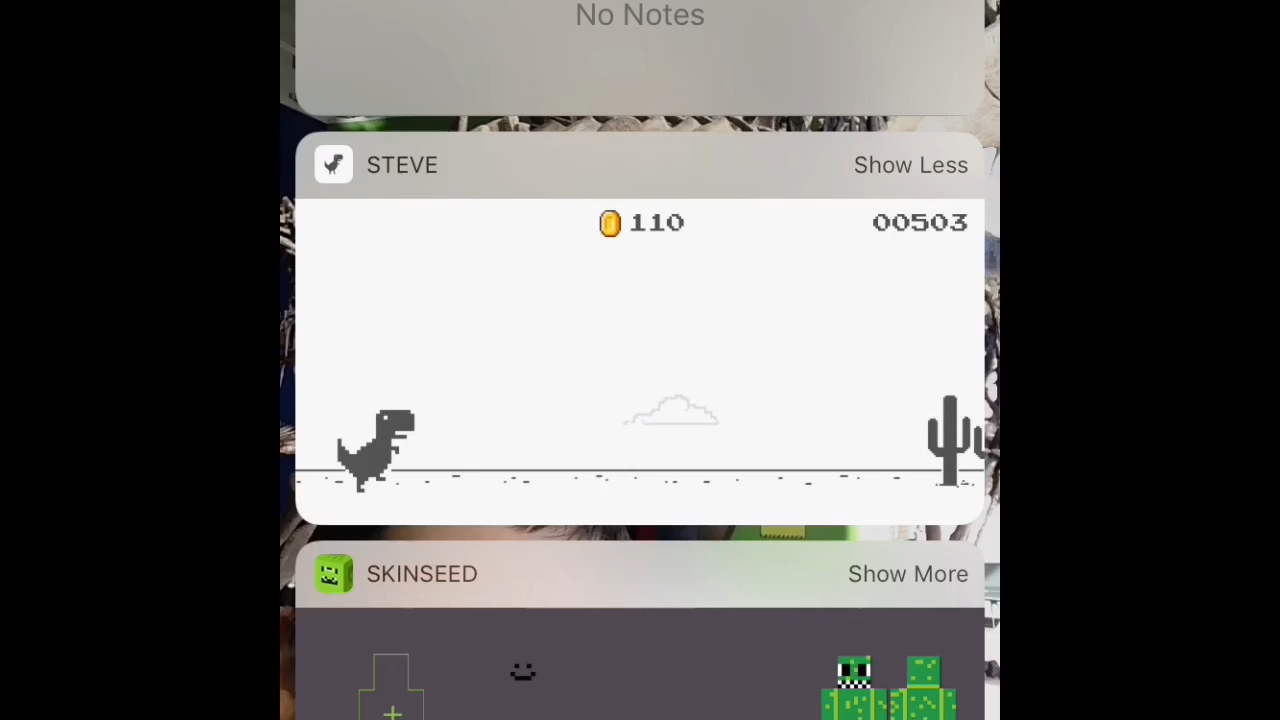 No Notes
STEVE
Show Less
110
00503
SKINSEED
Show More